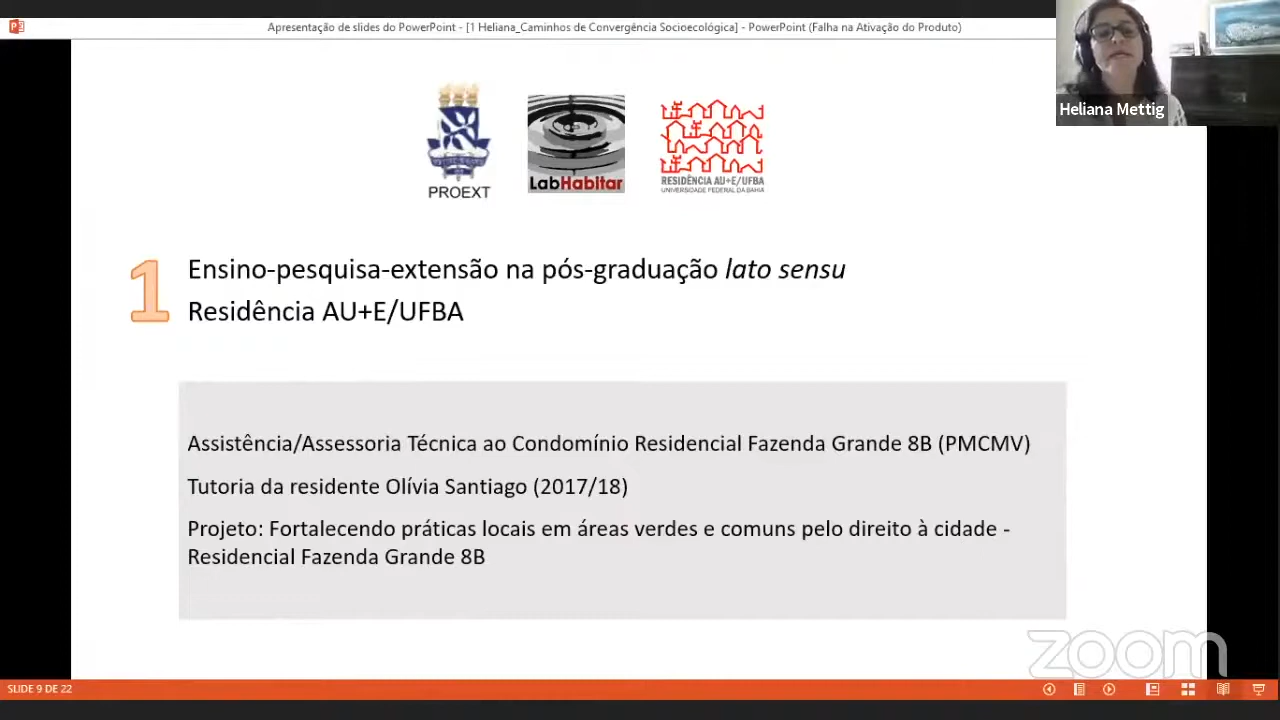 Apresentação de slides do PowerPoint - [1 Heliana_Caminhos de Convergência Socioecológica] - PowerPoint (Falha na Ativação do Produto)
Heliana Mettig
PROEXT
LabHabitar
RESIDÊNCIA AU+E/UFBA
UNIVERSIDADE FEDERAL DA BAHIA
1
Ensino-pesquisa-extensão na pós-graduação lato sensu
Residência AU+E/UFBA
Assistência/Assessoria Técnica ao Condomínio Residencial Fazenda Grande 8B (PMCMV)
Tutoria da residente Olívia Santiago (2017/18)
Projeto: Fortalecendo práticas locais em áreas verdes e comuns pelo direito à cidade -
Residencial Fazenda Grande 8B
zoom
SLIDE 9 DE 22